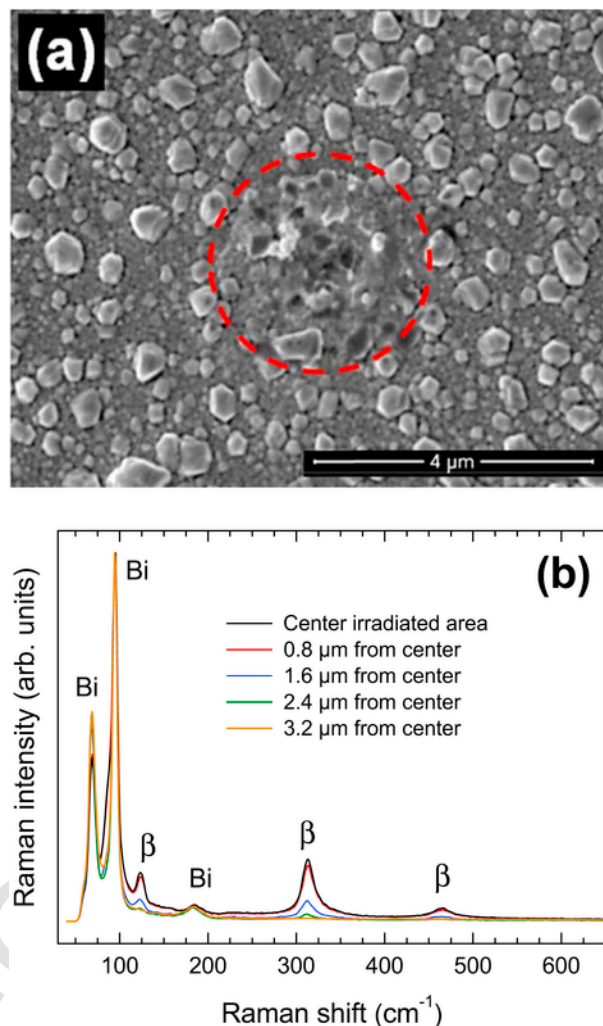 (a)
4 µm
(b)
Bi
Bi
β
Bi
β
β
Center irradiated area
0.8 µm from center
1.6 µm from center
2.4 µm from center
3.2 µm from center
Raman intensity (arb. units)
100 200 300 400 500 600
Raman shift (cm⁻¹)